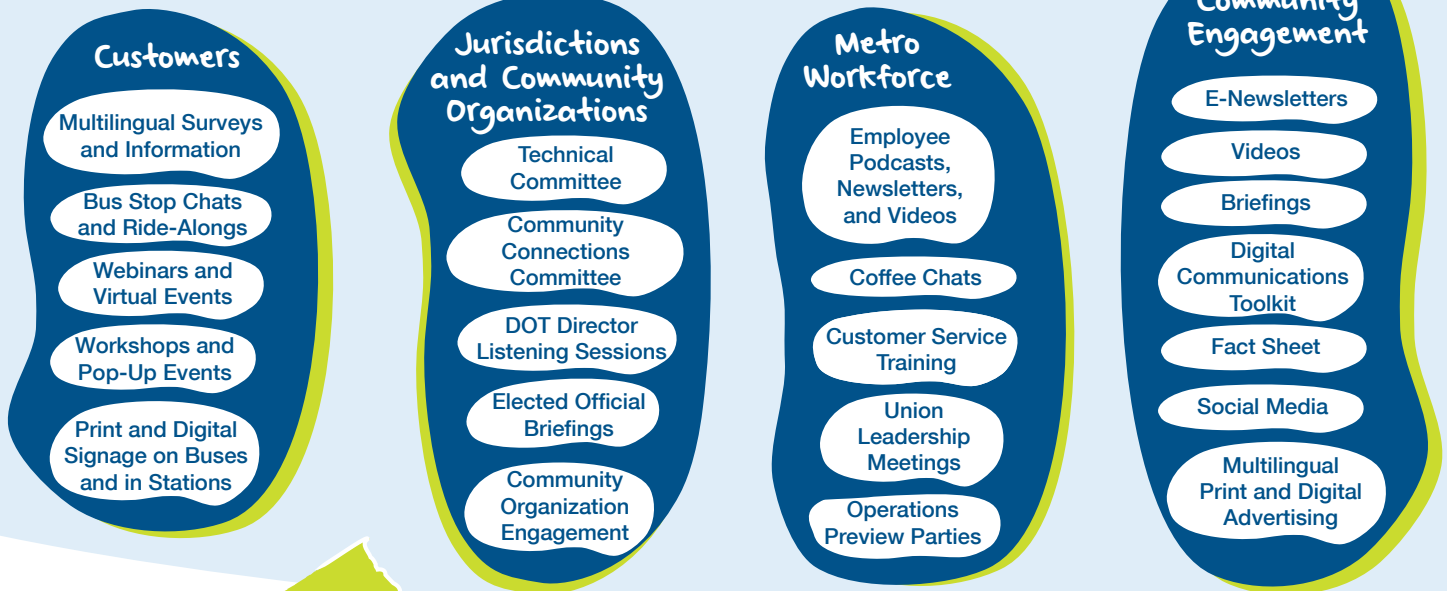 Customers
Multilingual Surveys
and Information
Bus Stop Chats
and Ride-Alongs
Webinars and
Virtual Events
Workshops and
Pop-Up Events
Print and Digital
Signage on Buses
and in Stations
Jurisdictions
and Community
Organizations
Technical
Committee
Community
Connections
Committee
DOT Director
Listening Sessions
Elected Official
Briefings
Community
Organization
Engagement
Metro
Workforce
Employee
Podcasts,
Newsletters,
and Videos
Coffee Chats
Customer Service
Training
Union
Leadership
Meetings
Operations
Preview Parties
Community
Engagement
E-Newsletters
Videos
Briefings
Digital
Communications
Toolkit
Fact Sheet
Social Media
Multilingual
Print and Digital
Advertising